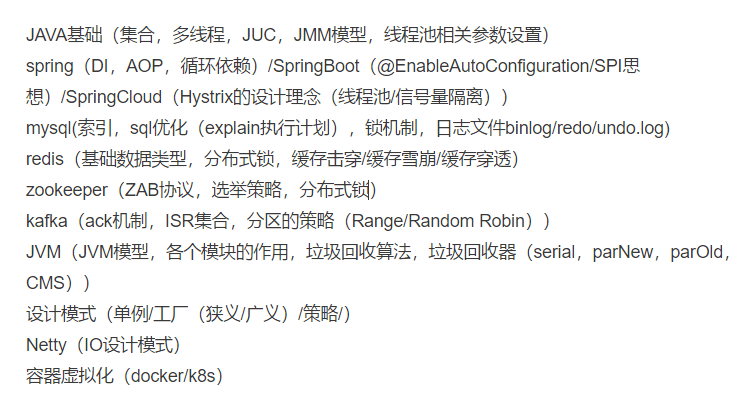 JAVA基础（集合，多线程，JUC，JMM模型，线程池相关参数设置）
spring（DI，AOP，循环依赖）/SpringBoot（@EnableAutoConfiguration/SPI思
想）/SpringCloud（Hystrix的设计理念（线程池/信号量隔离））
mysql(索引，sql优化（explain执行计划），锁机制，日志文件binlog/redo/undo.log)
redis（基础数据类型，分布式锁，缓存击穿/缓存雪崩/缓存穿透）
zookeeper（ZAB协议，选举策略，分布式锁）
kafka（ack机制，ISR集合，分区的策略（Range/Random Robin））
JVM（JVM模型，各个模块的作用，垃圾回收算法，垃圾回收器（serial，parNew，parOld，
CMS））
设计模式（单例/工厂（狭义/广义）/策略/）
Netty（IO设计模式）
容器虚拟化（docker/k8s）